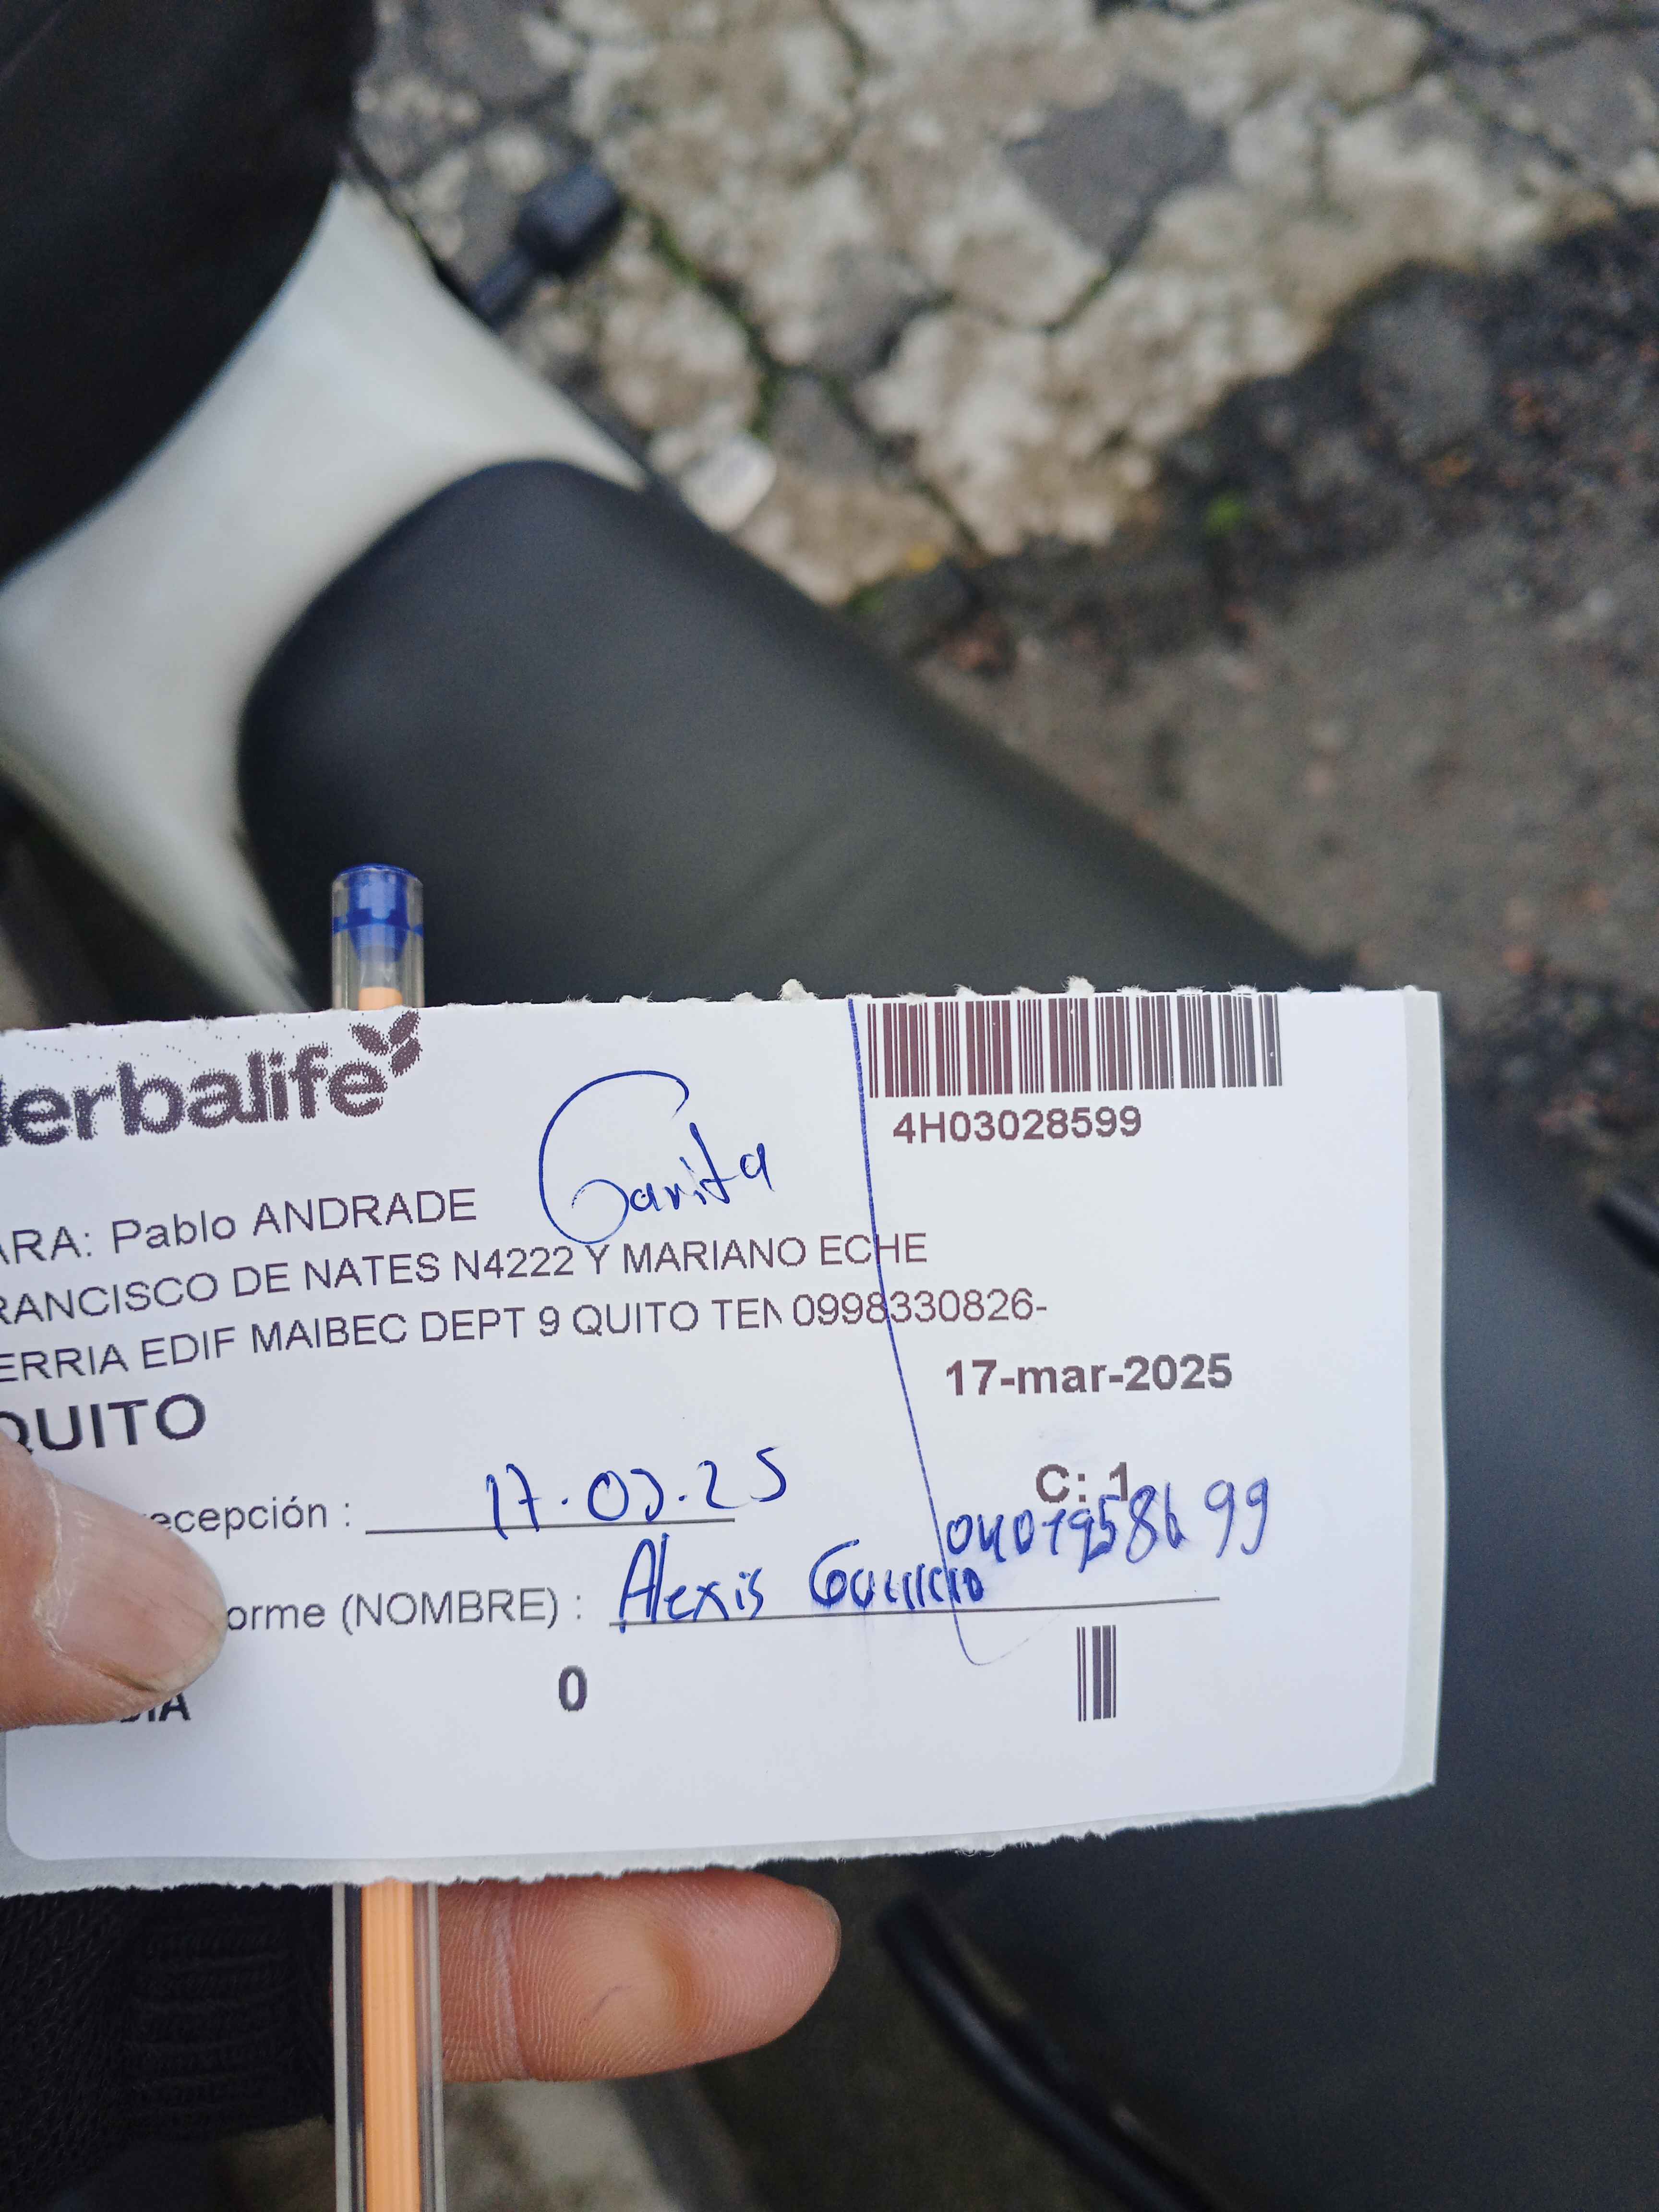 Herbalife
4H03028599
Garita
ARA: Pablo ANDRADE
RANCISCO DE NATES N4222 Y MARIANO ECHE
ERRIA EDIF MAIBEC DEPT 9 QUITO TEN 0998330826-
QUITO
17-mar-2025
C: 1
ecepción : 17.03.25
orme (NOMBRE) : Alexis
0